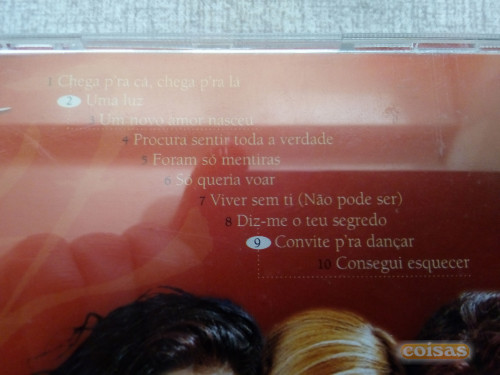 1 Chega p'ra cá, chega p'ra lá
2 Uma luz
3 Um novo amor nasceu
4 Procura sentir toda a verdade
5 Foram só mentiras
6 Só queria voar
7 Viver sem ti (Não pode ser)
8 Diz-me o teu segredo
9 Convite p'ra dançar
10 Consegui esquecer
coisas